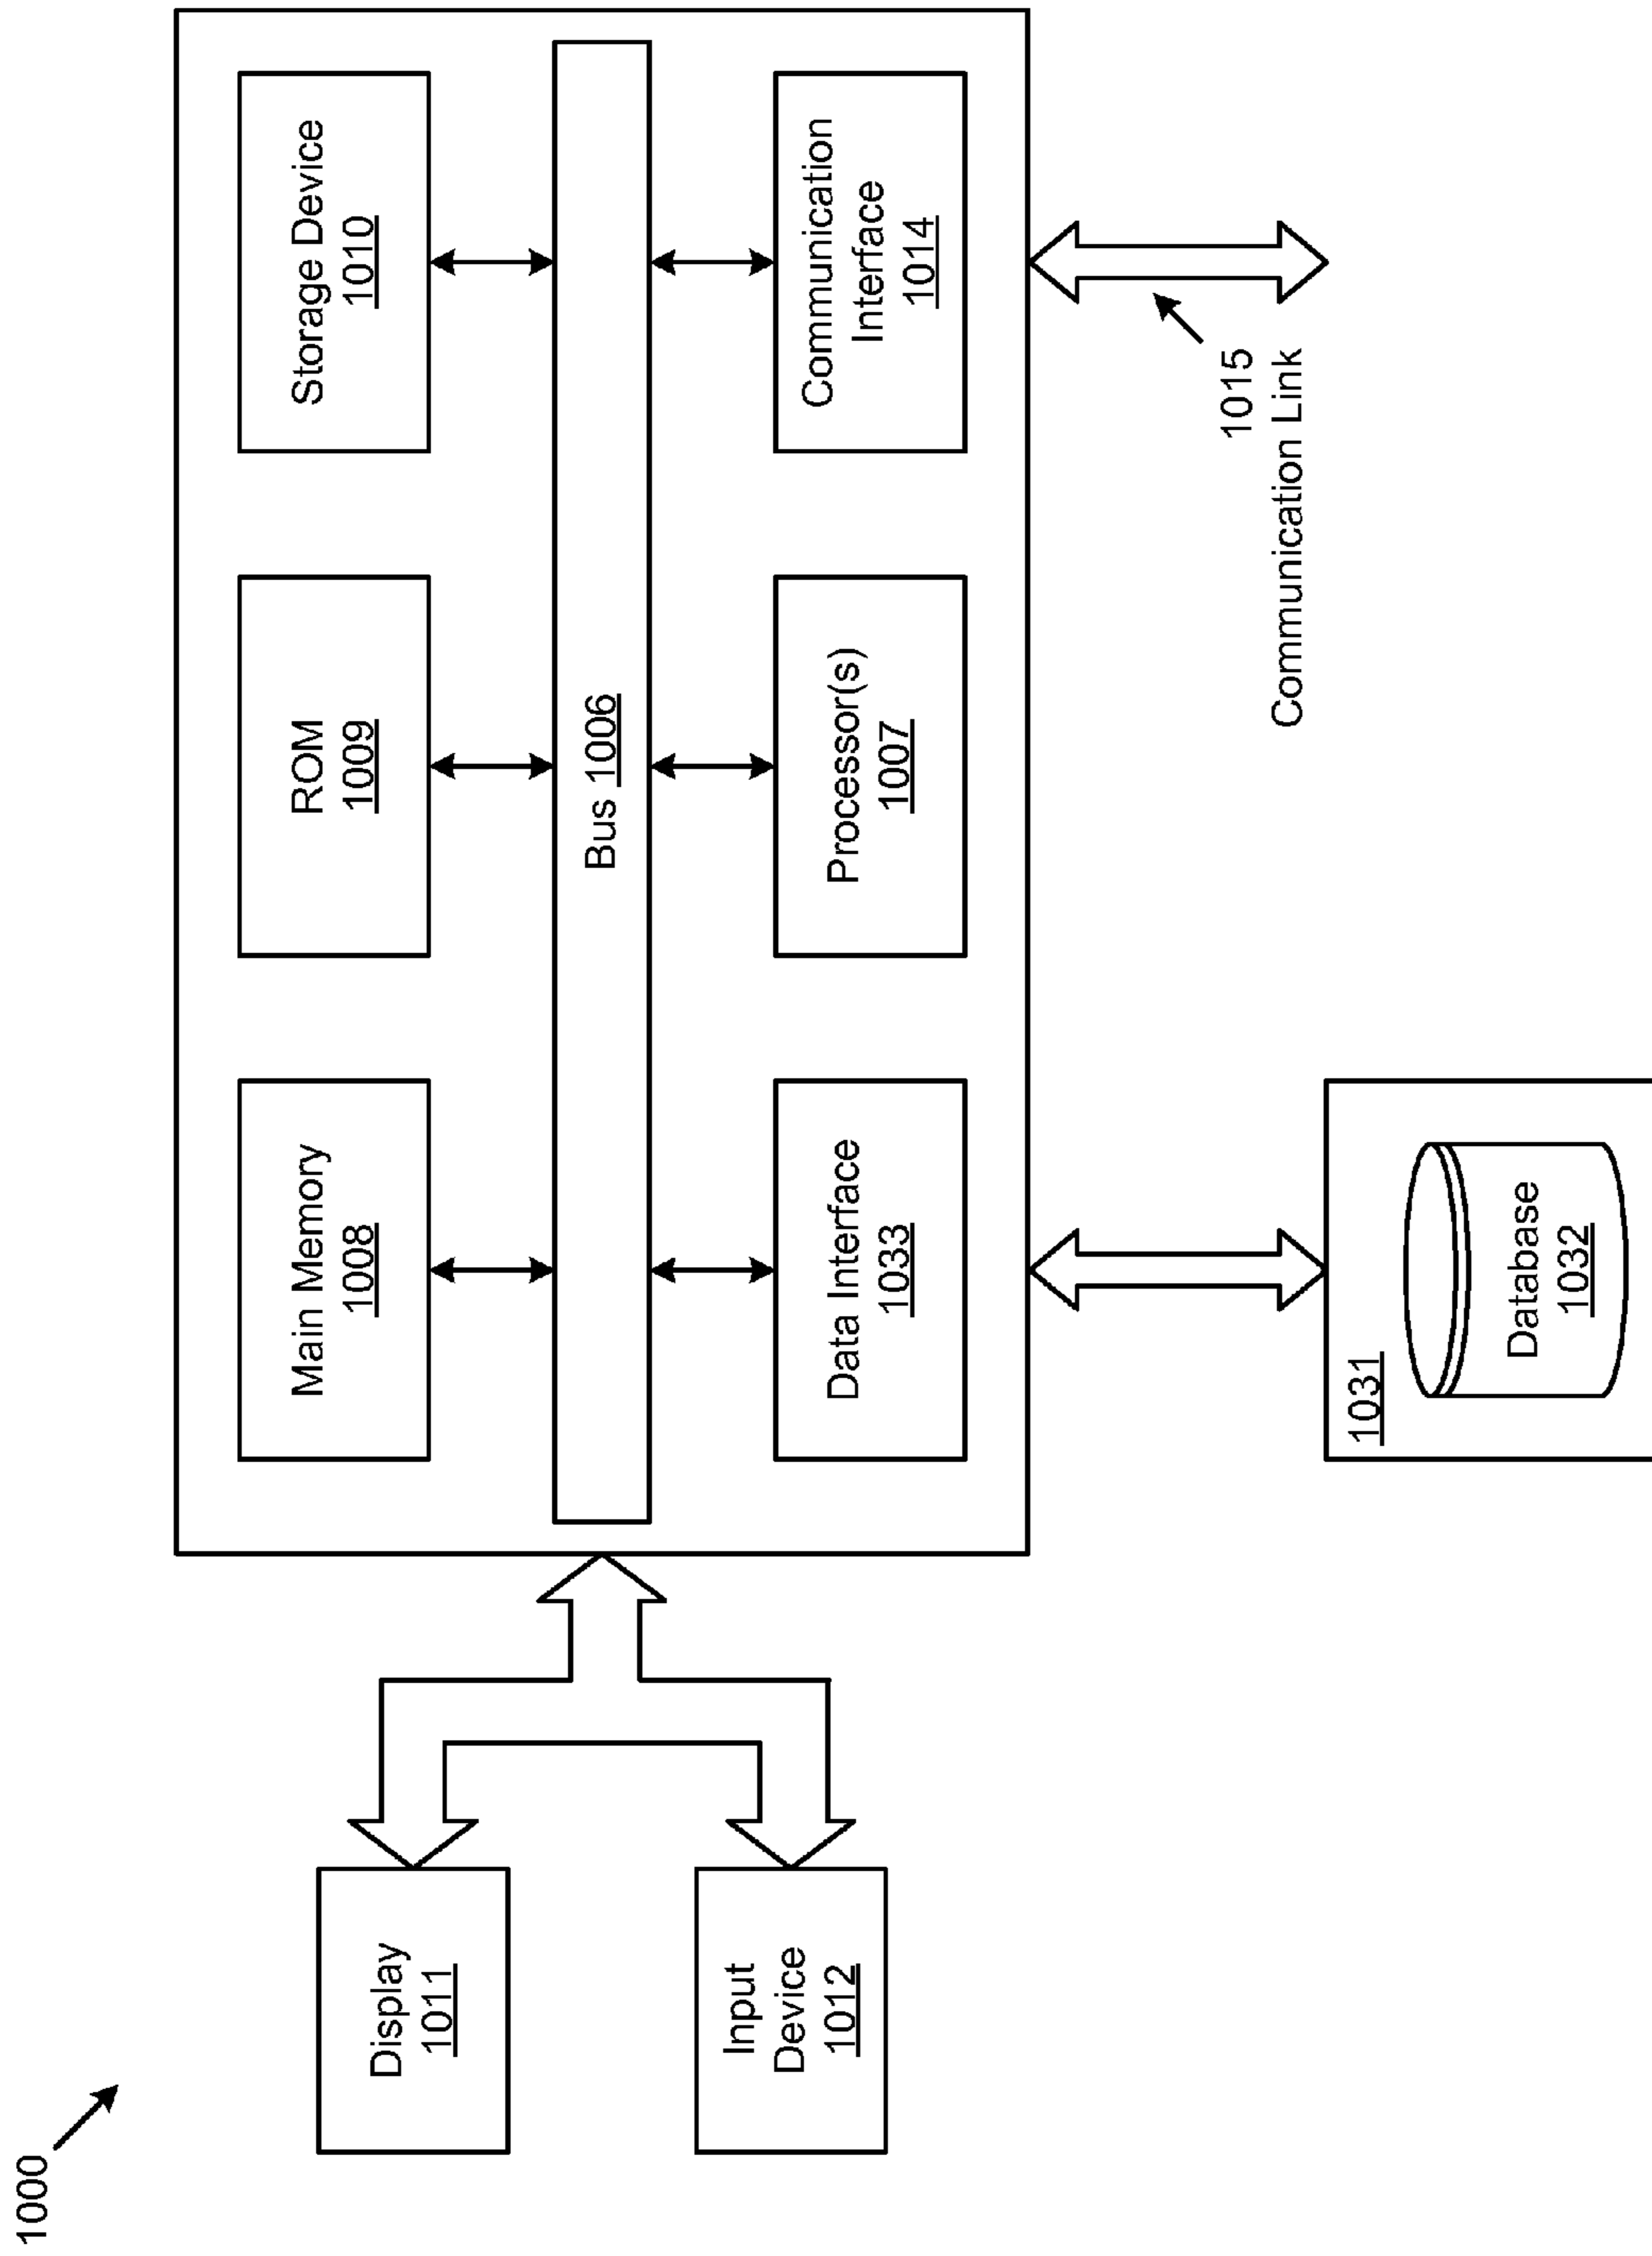 1000
Display
1011
Input
Device
1012
Main Memory
1008
ROM
1009
Storage Device
1010
Bus 1006
Data Interface
1033
Processor(s)
1007
Communication
Interface
1014
1015
Communication Link
1031
Database
1032